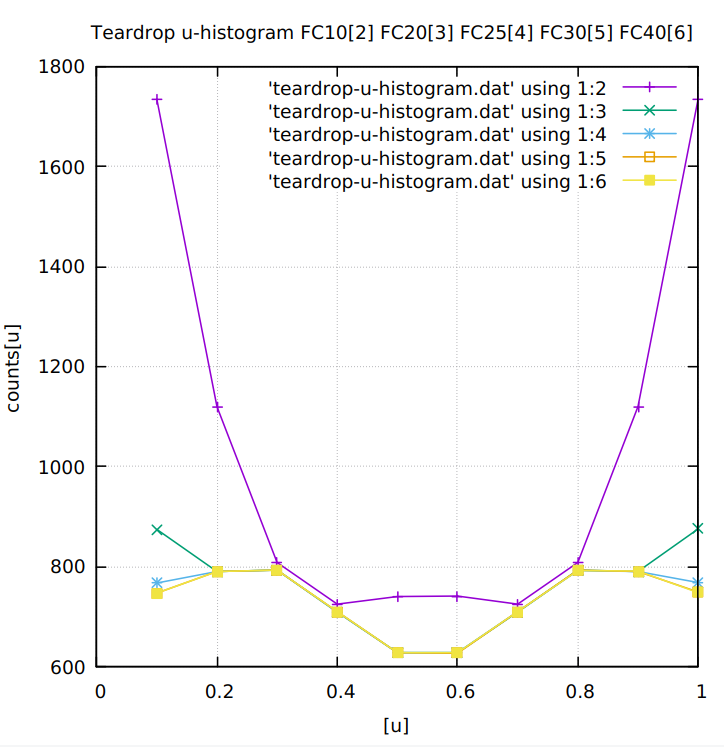 Teardrop u-histogram FC10[2] FC20[3] FC25[4] FC30[5] FC40[6]
1800
1600
1400
1200
1000
800
600
counts[u]
'teardrop-u-histogram.dat' using 1:2
'teardrop-u-histogram.dat' using 1:3
'teardrop-u-histogram.dat' using 1:4
'teardrop-u-histogram.dat' using 1:5
'teardrop-u-histogram.dat' using 1:6
0 0.2 0.4 0.6 0.8 1
[u]